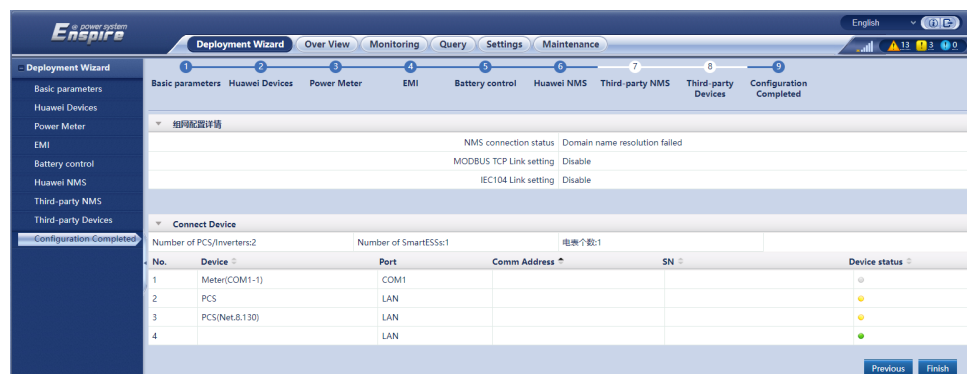 Enspire e power system
English
Deployment Wizard Over View Monitoring Query Settings Maintenance
13 3 0
Deployment Wizard
Basic parameters
Huawei Devices
Power Meter
EMI
Battery control
Huawei NMS
Third-party NMS
Third-party Devices
Configuration Completed
1 2 3 4 5 6 7 8 9
Basic parameters Huawei Devices Power Meter EMI Battery control Huawei NMS Third-party NMS Third-party Devices Configuration Completed
组网配置详情
NMS connection status Domain name resolution failed
MODBUS TCP Link setting Disable
IEC104 Link setting Disable
Connect Device
Number of PCS/Inverters:2 Number of SmartESSs:1 电表个数:1
No. Device Port Comm Address SN Device status
1 Meter(COM1-1) COM1
2 PCS LAN
3 PCS(Net.8.130) LAN
4 LAN
Previous Finish